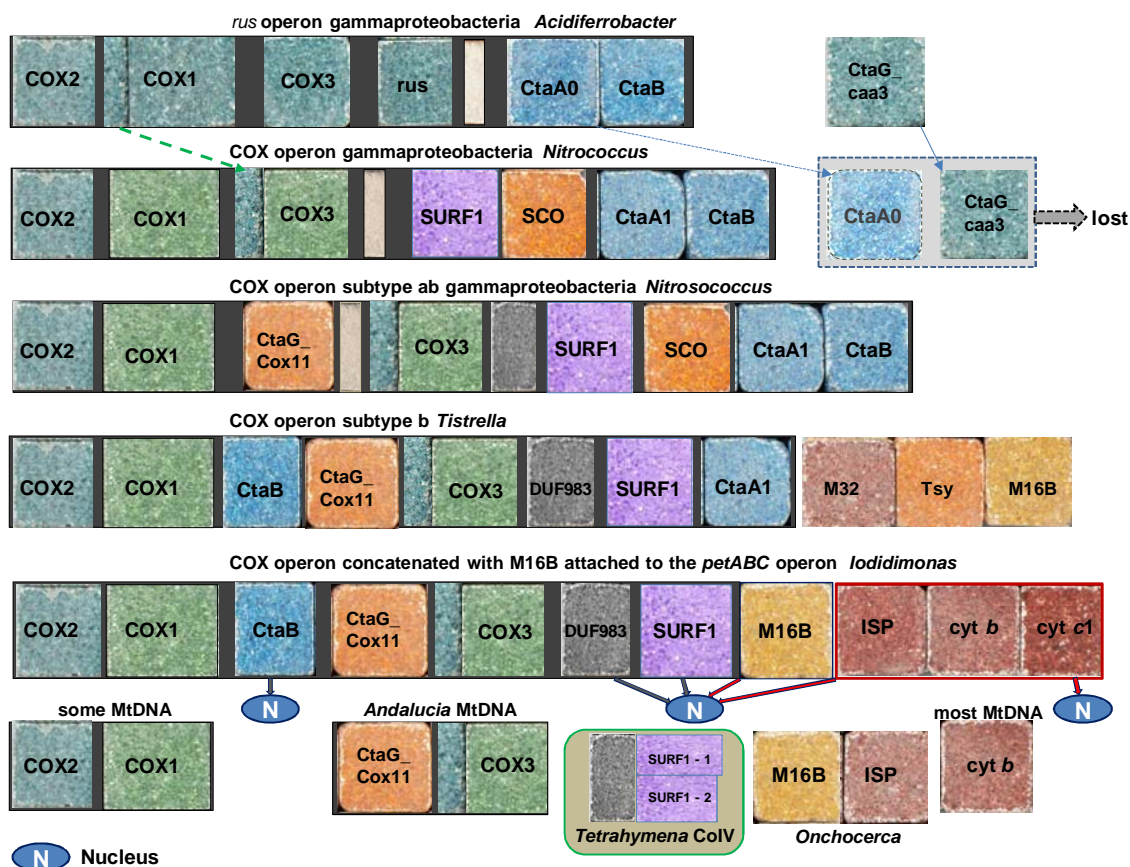 rus operon gammaproteobacteria Acidiferrobacter
COX2
COX1
COX3
rus
CtaA0
CtaB
CtaG_
caa3
COX operon gammaproteobacteria Nitrococcus
COX2
COX1
COX3
SURF1
SCO
CtaA1
CtaB
CtaA0
CtaG_
caa3
lost
COX operon subtype ab gammaproteobacteria Nitrosococcus
COX2
COX1
CtaG_
Cox11
COX3
SURF1
SCO
CtaA1
CtaB
COX operon subtype b Tistrella
COX2
COX1
CtaB
CtaG_
Cox11
COX3
DUF983
SURF1
CtaA1
M32
Tsy
M16B
COX operon concatenated with M16B attached to the petABC operon Iodidimonas
COX2
COX1
CtaB
CtaG_
Cox11
COX3
DUF983
SURF1
M16B
ISP
cyt b
cyt c1
N
N
N
some MtDNA
Andalucia MtDNA
most MtDNA
COX2
COX1
CtaG_
Cox11
COX3
SURF1 - 1
SURF1 - 2
Tetrahymena CoIV
M16B
ISP
Onchocerca
cyt b
N
Nucleus